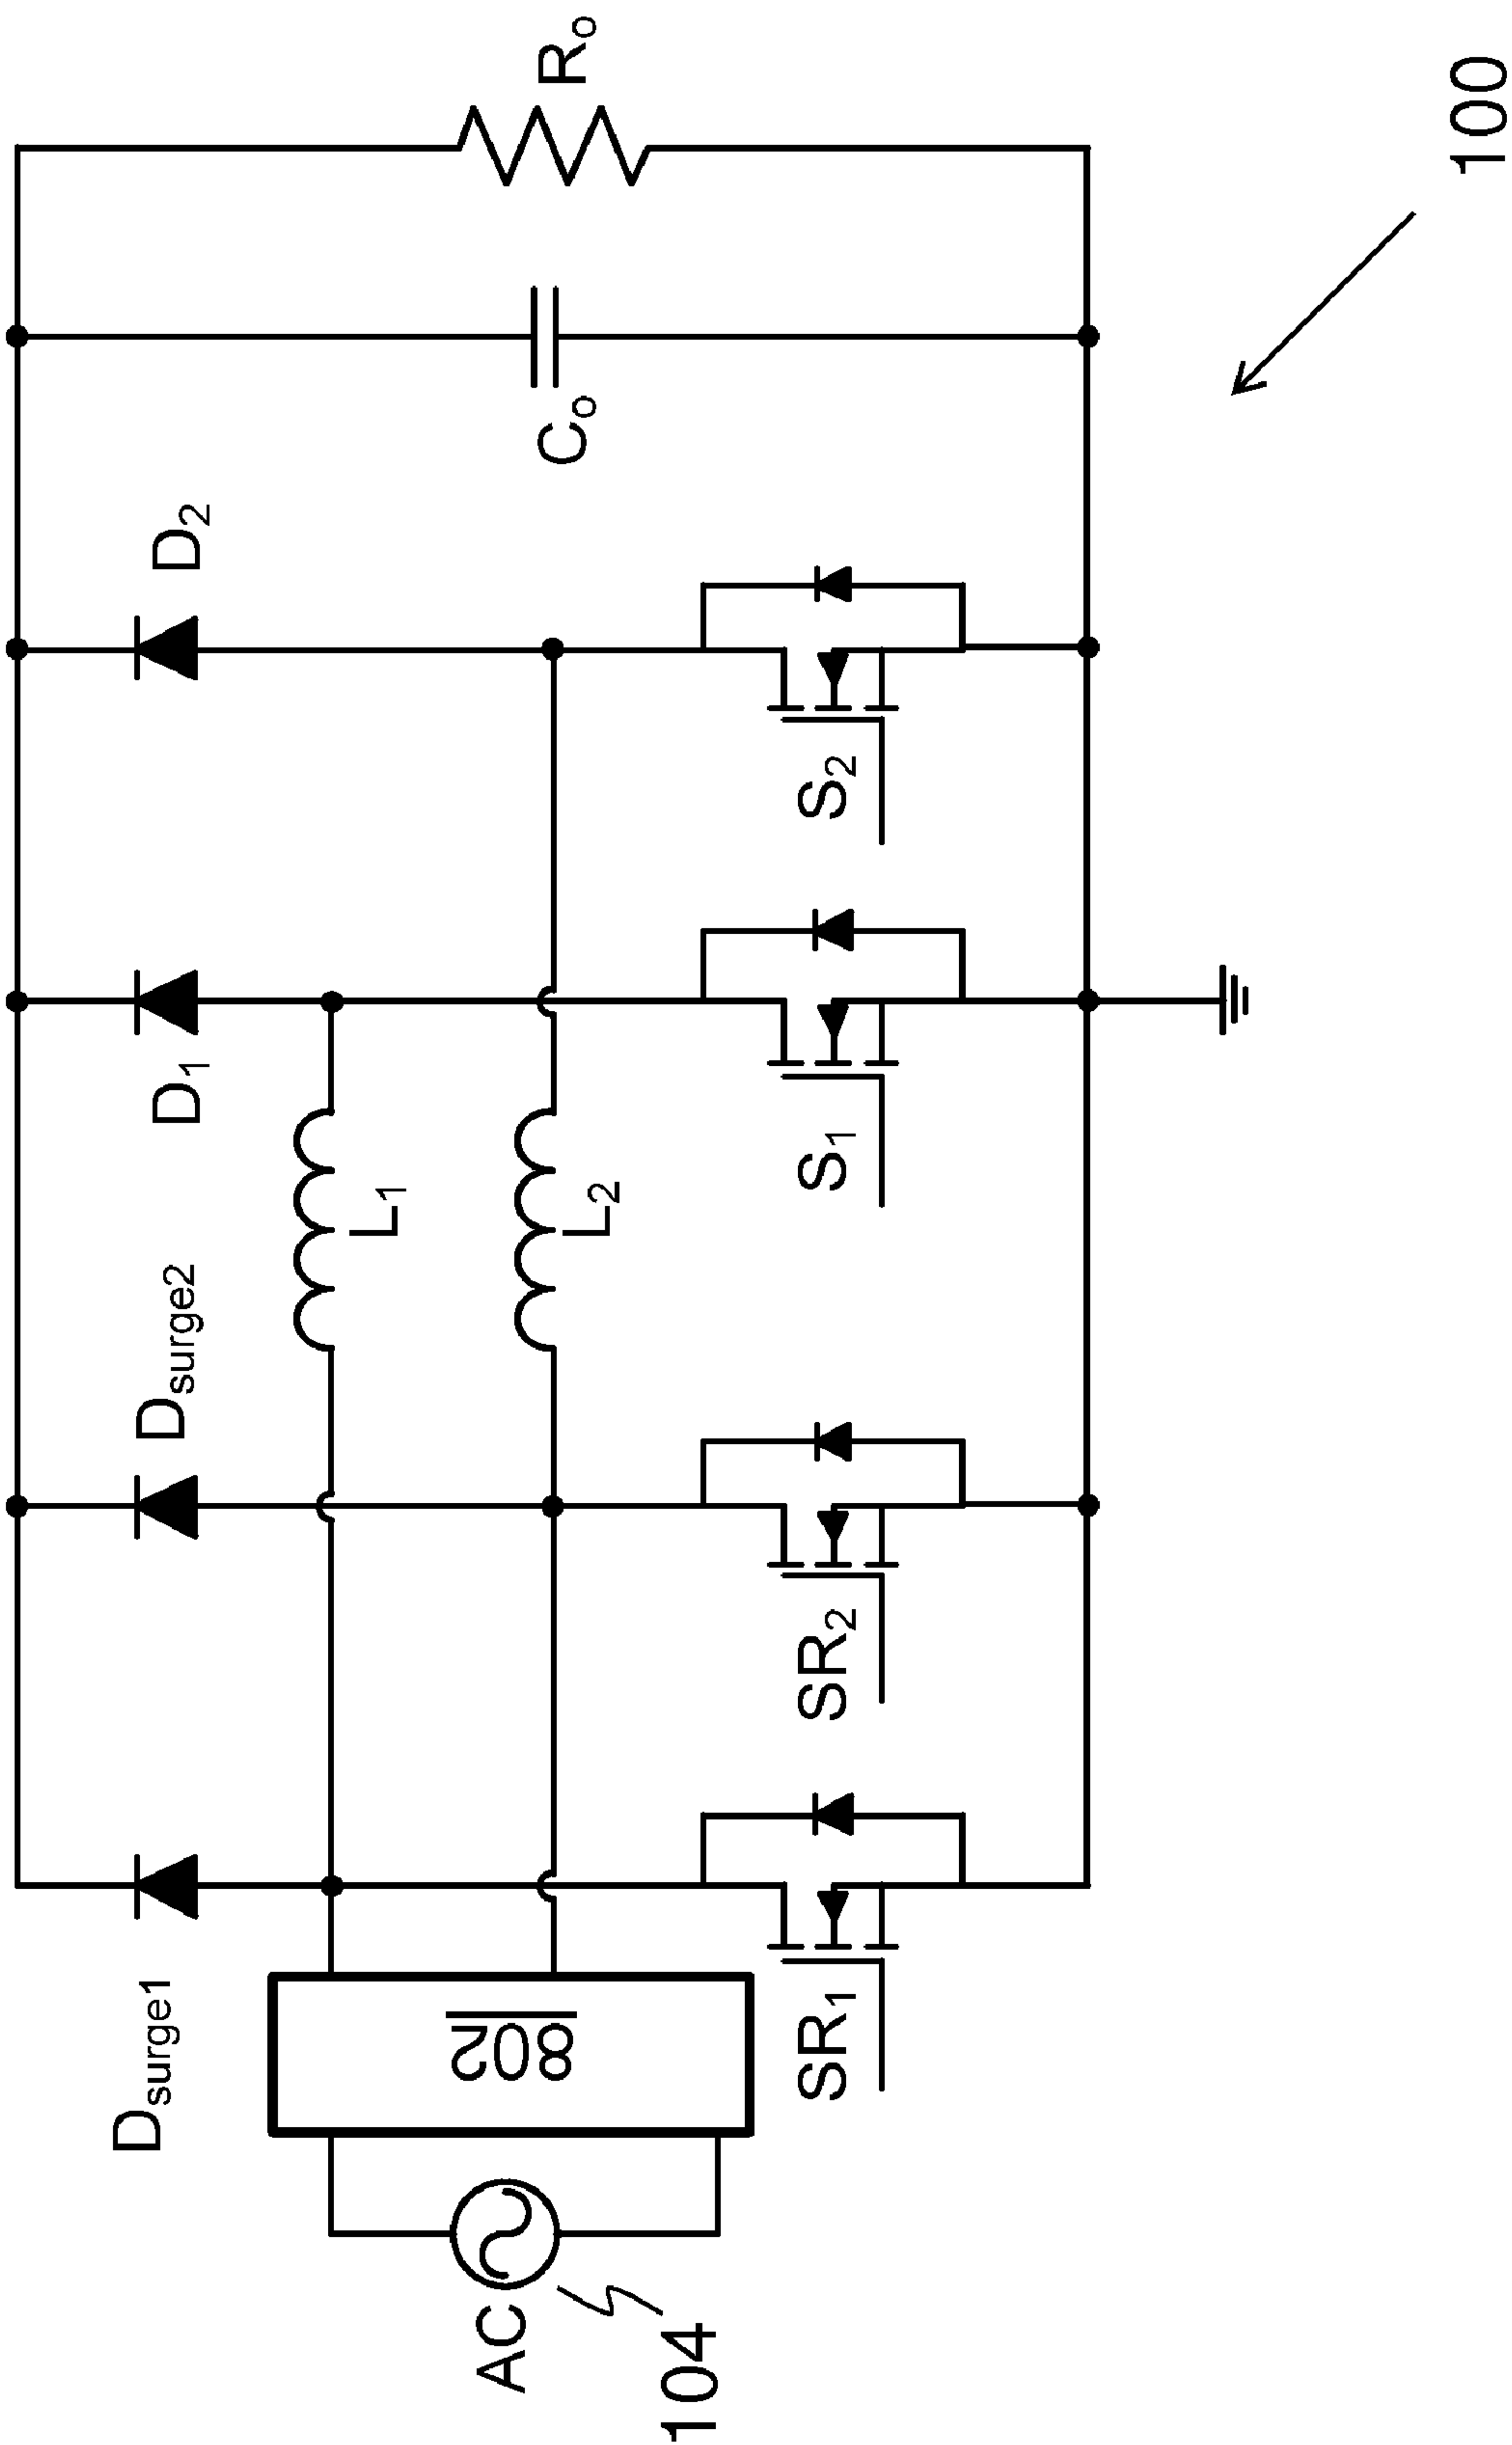 D₂
Rₒ
Cₒ
D₁
S₂
Dsurge2
L₁
L₂
S₁
Dsurge1
802
SR₂
SR₁
AC
104
100